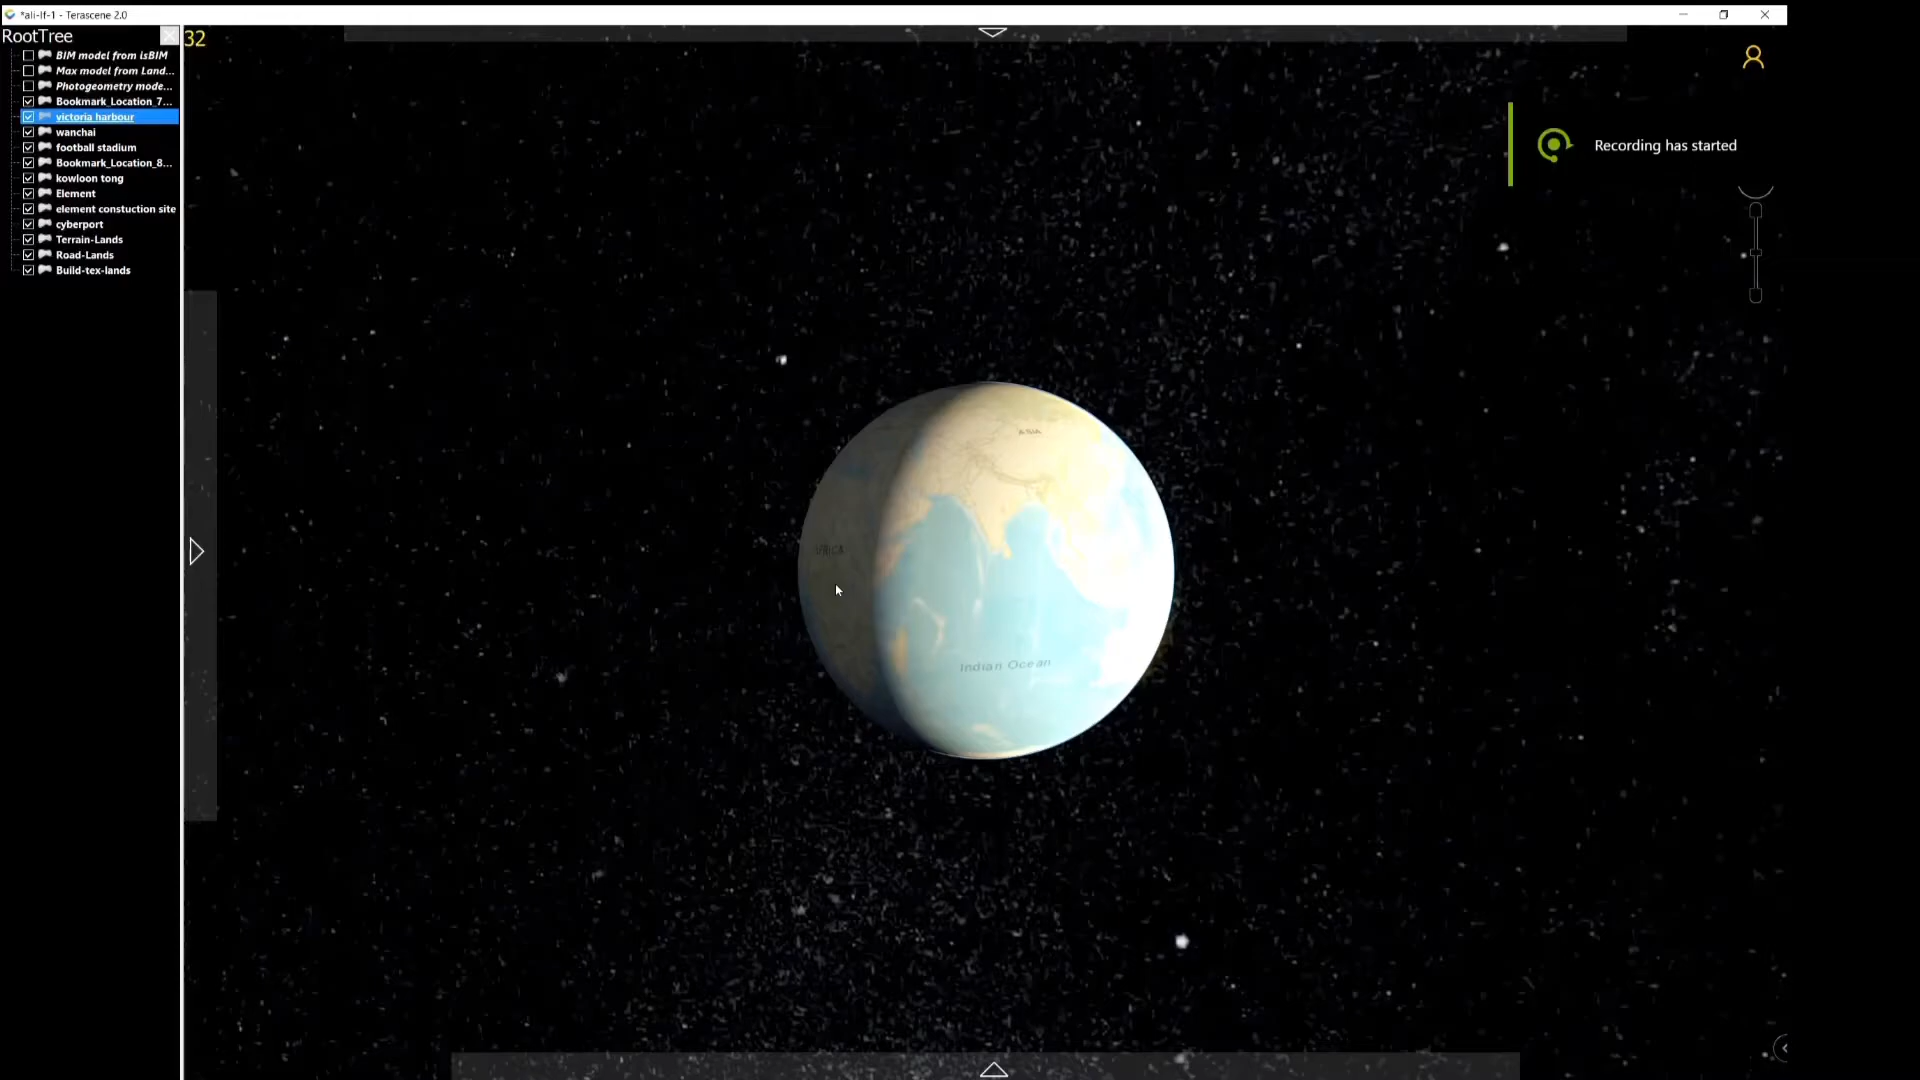 *ali-lf-1 - Terascene 2.0
RootTree
32
BIM model from isBIM
Max model from Land...
Photogeometry mode...
Bookmark_Location_7...
victoria harbour
wanchai
football stadium
Bookmark_Location_8...
kowloon tong
Element
element constuction site
cyberport
Terrain-Lands
Road-Lands
Build-tex-lands
Recording has started
ASIA
AFRICA
Indian Ocean